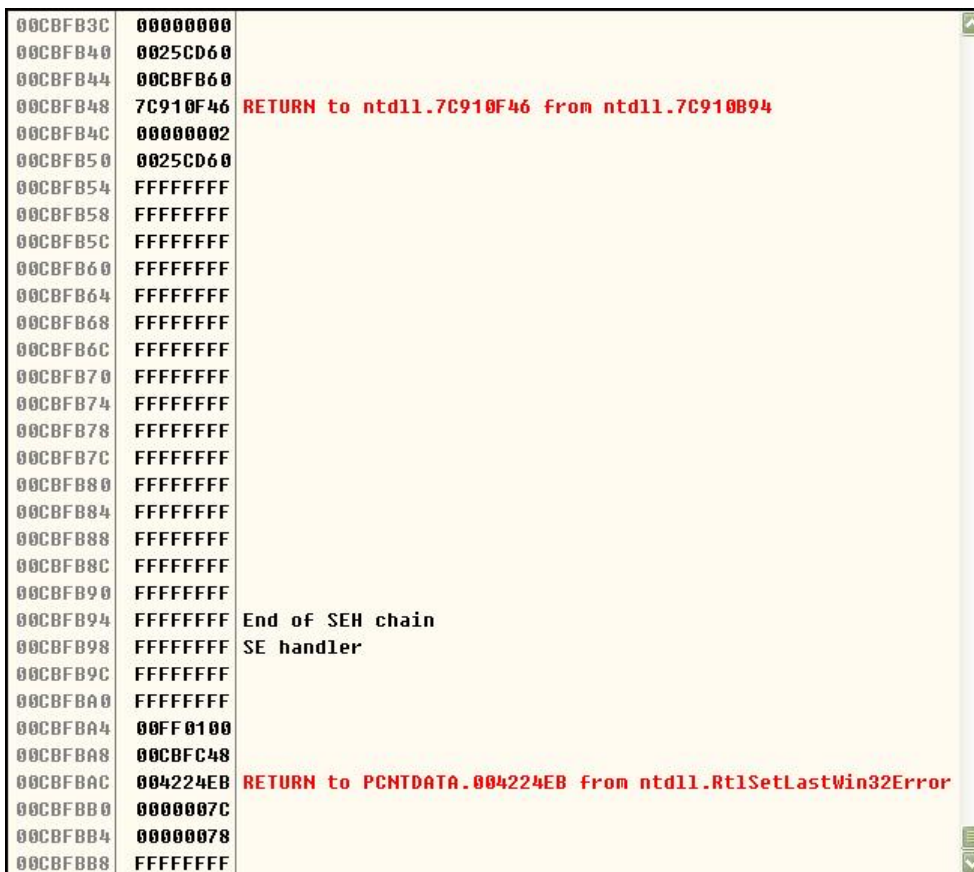 00CBFB3C 00000000
00CBFB40 0025CD60
00CBFB44 00CBFB60
00CBFB48 7C910F46 RETURN to ntdll.7C910F46 from ntdll.7C910B94
00CBFB4C 00000002
00CBFB50 0025CD60
00CBFB54 FFFFFFFF
00CBFB58 FFFFFFFF
00CBFB5C FFFFFFFF
00CBFB60 FFFFFFFF
00CBFB64 FFFFFFFF
00CBFB68 FFFFFFFF
00CBFB6C FFFFFFFF
00CBFB70 FFFFFFFF
00CBFB74 FFFFFFFF
00CBFB78 FFFFFFFF
00CBFB7C FFFFFFFF
00CBFB80 FFFFFFFF
00CBFB84 FFFFFFFF
00CBFB88 FFFFFFFF
00CBFB8C FFFFFFFF
00CBFB90 FFFFFFFF
00CBFB94 FFFFFFFF End of SEH chain
00CBFB98 FFFFFFFF SE handler
00CBFB9C FFFFFFFF
00CBFBA0 FFFFFFFF
00CBFBA4 00FF0100
00CBFBA8 00CBFC48
00CBFBAC 004224EB RETURN to PCNTDATA.004224EB from ntdll.RtlSetLastWin32Error
00CBFBB0 0000007C
00CBFBB4 00000078
00CBFBB8 FFFFFFFF